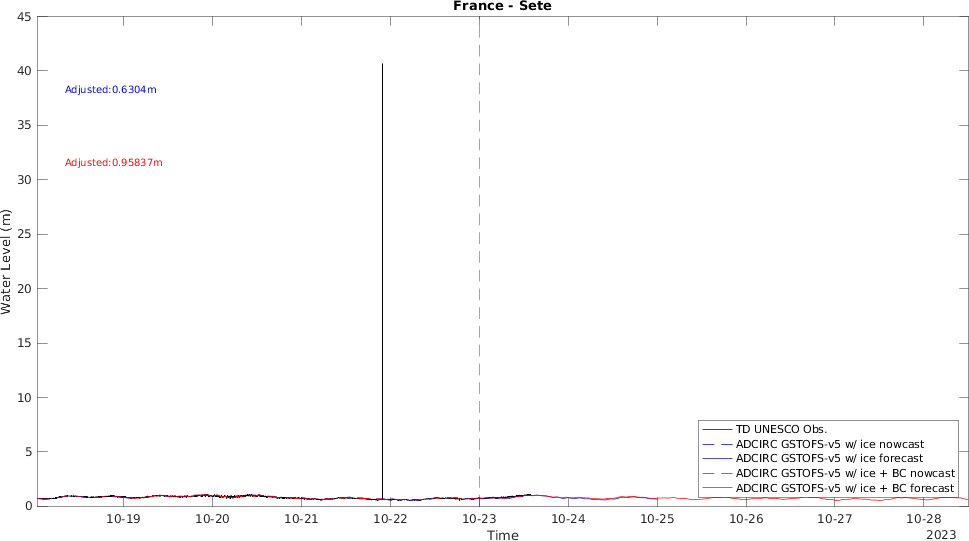 France - Sete
45
40
35
30
25
20
15
10
5
0
Water Level (m)
Adjusted:0.6304m
Adjusted:0.95837m
TD UNESCO Obs.
ADCIRC GSTOFS-v5 w/ ice nowcast
ADCIRC GSTOFS-v5 w/ ice forecast
ADCIRC GSTOFS-v5 w/ ice + BC nowcast
ADCIRC GSTOFS-v5 w/ ice + BC forecast
10-19 10-20 10-21 10-22 10-23 10-24 10-25 10-26 10-27 10-28
2023
Time